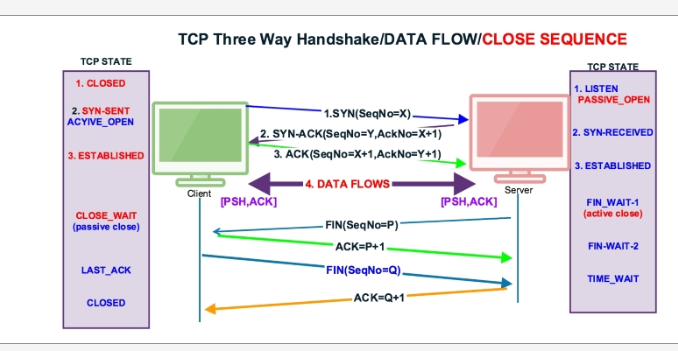 TCP Three Way Handshake/DATA FLOW/CLOSE SEQUENCE
TCP STATE
1. CLOSED
2. SYN-SENT
ACYIVE_OPEN
3. ESTABLISHED
CLOSE_WAIT
(passive close)
LAST_ACK
CLOSED
1.SYN(SeqNo=X)
2. SYN-ACK(SeqNo=Y,AckNo=X+1)
3. ACK(SeqNo=X+1,AckNo=Y+1)
4. DATA FLOWS
Client
Server
[PSH,ACK]
[PSH,ACK]
FIN(SeqNo=P)
ACK=P+1
FIN(SeqNo=Q)
ACK=Q+1
TCP STATE
1. LISTEN
PASSIVE_OPEN
2. SYN-RECEIVED
3. ESTABLISHED
FIN_WAIT-1
(active close)
FIN-WAIT-2
TIME_WAIT